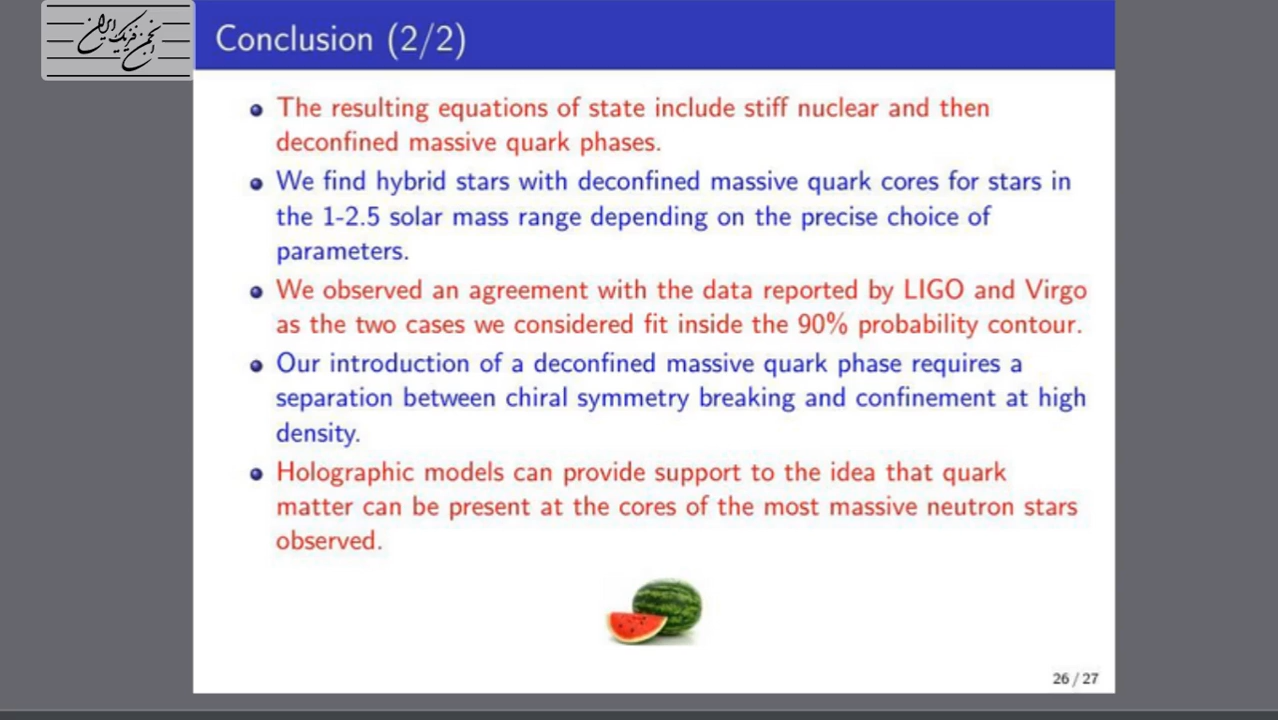 انجمن فیزیک ایران
Conclusion (2/2)
The resulting equations of state include stiff nuclear and then
deconfined massive quark phases.
We find hybrid stars with deconfined massive quark cores for stars in
the 1-2.5 solar mass range depending on the precise choice of
parameters.
We observed an agreement with the data reported by LIGO and Virgo
as the two cases we considered fit inside the 90% probability contour.
Our introduction of a deconfined massive quark phase requires a
separation between chiral symmetry breaking and confinement at high
density.
Holographic models can provide support to the idea that quark
matter can be present at the cores of the most massive neutron stars
observed.
26 / 27